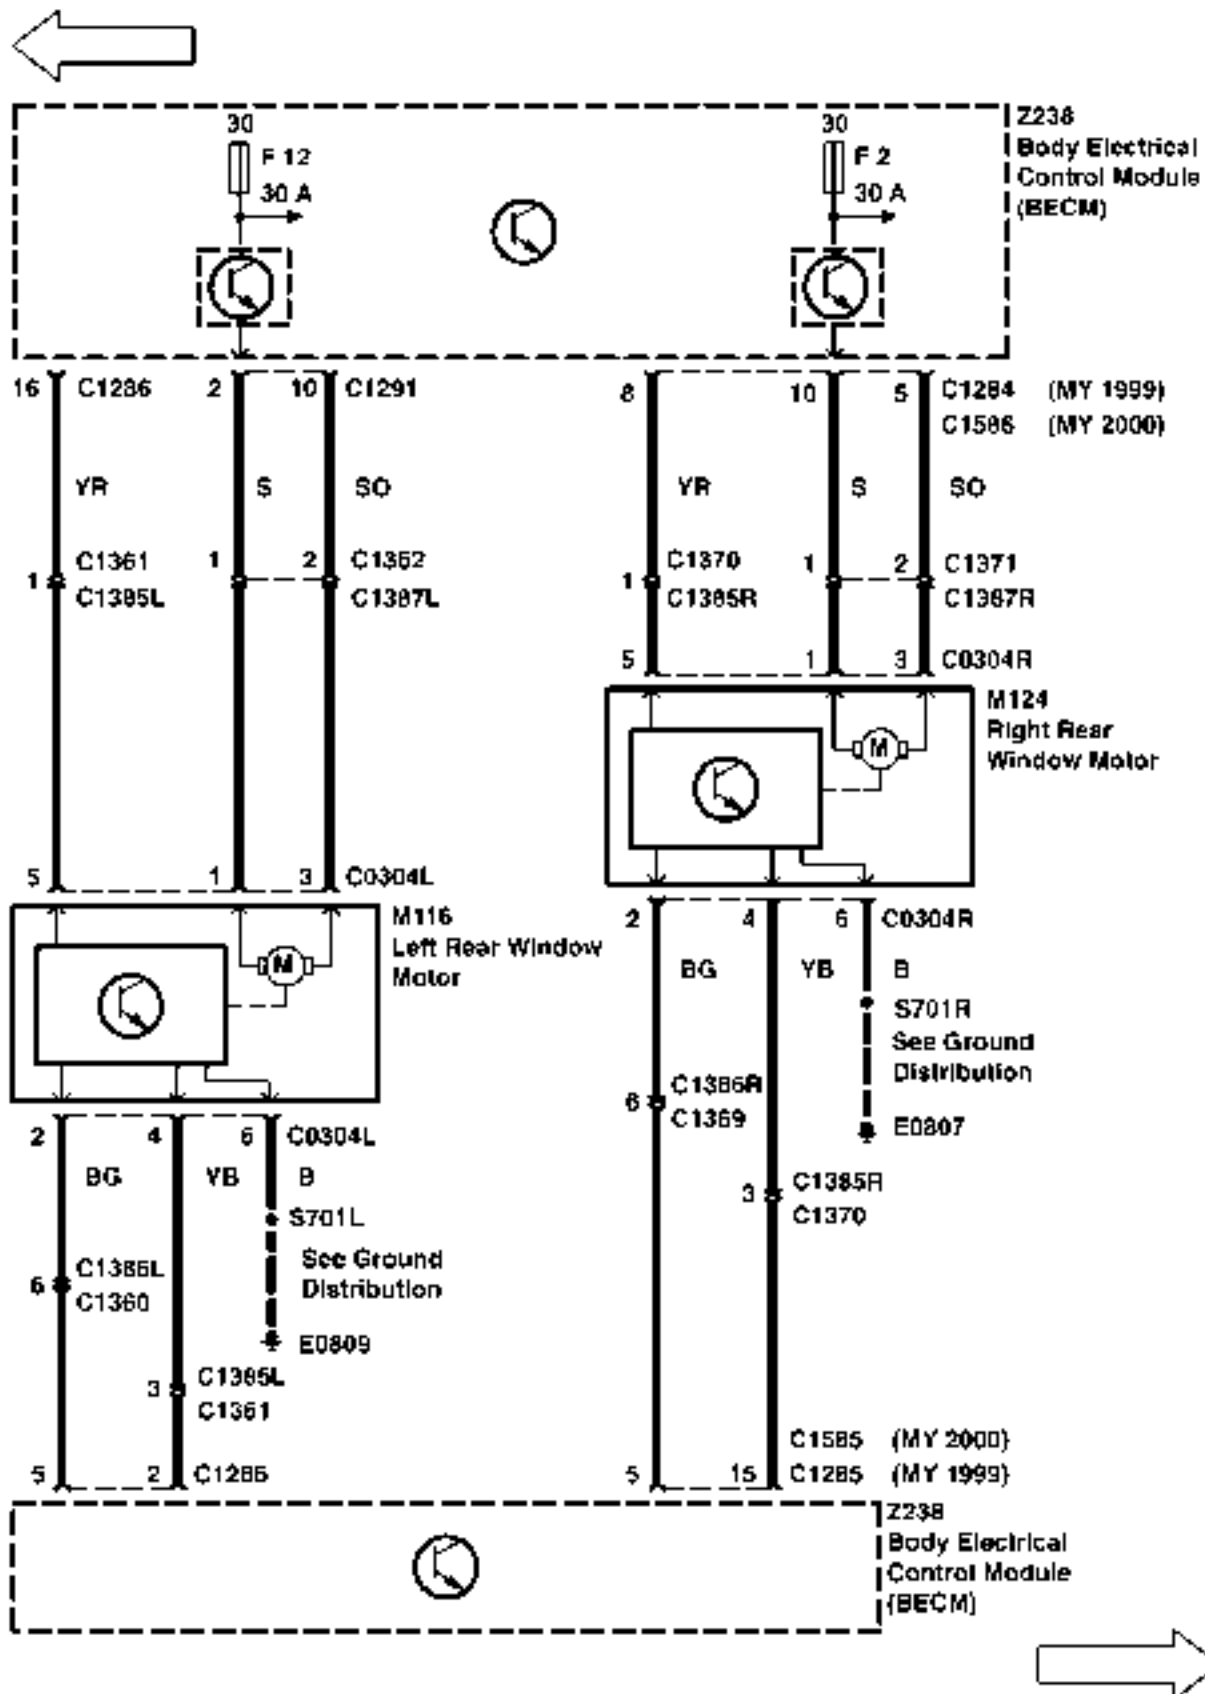 Z238
Body Electrical
Control Module
(BECM)
30
F 12
30 A
30
F 2
30 A
16 C1286 2 10 C1291
8 10 5 C1284 (MY 1999)
C1586 (MY 2000)
YR S SO
YR S SO
1 C1361
C1385L
1 2 C1362
C1387L
1 C1370
C1385R
1 2 C1371
C1387R
5 1 3 C0304R
M124
Right Rear
Window Motor
M
5 1 3 C0304L
M116
Left Rear Window
Motor
M
2 4 6 C0304R
BG YB B
S701R
See Ground
Distribution
E0807
6 C1386R
C1369
3 C1385R
C1370
2 4 6 C0304L
BG YB B
S701L
See Ground
Distribution
E0809
6 C1386L
C1360
3 C1385L
C1361
5 2 C1286
C1585 (MY 2000)
5 15 C1285 (MY 1999)
Z238
Body Electrical
Control Module
(BECM)